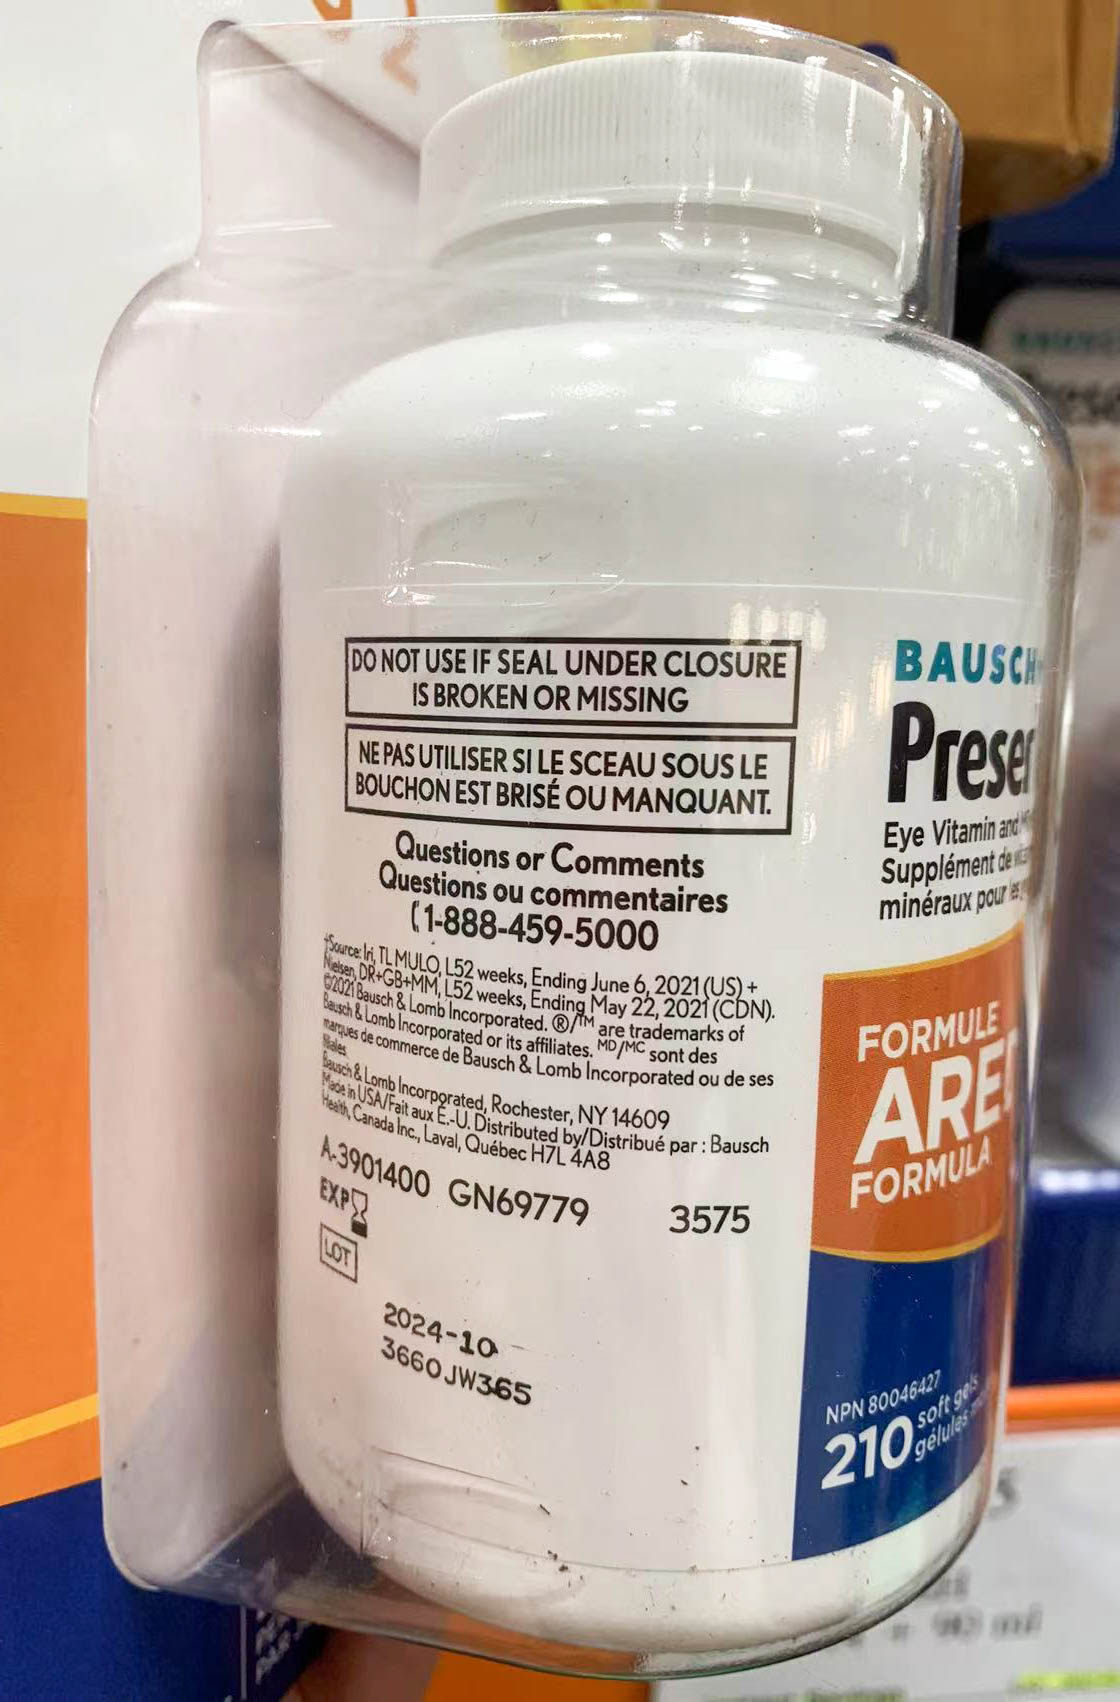 DO NOT USE IF SEAL UNDER CLOSURE
IS BROKEN OR MISSING
NE PAS UTILISER SI LE SCEAU SOUS LE
BOUCHON EST BRISÉ OU MANQUANT.
Questions or Comments
Questions ou commentaires
1-888-459-5000
†Source: Iri, TL MULO, L52 weeks, Ending June 6, 2021 (US) +
Nielsen, DR+GB+MM, L52 weeks, Ending May 22, 2021 (CDN).
©2021 Bausch & Lomb Incorporated. ®/™ are trademarks of
Bausch & Lomb Incorporated or its affiliates. MD/MC sont des
marques de commerce de Bausch & Lomb Incorporated ou de ses
filiales
Bausch & Lomb Incorporated, Rochester, NY 14609
Made in USA/Fait aux É.-U. Distributed by/Distribué par : Bausch
Health, Canada Inc., Laval, Québec H7L 4A8
A-3901400 GN69779 3575
EXP
LOT
2024-10
3660JW365
BAUSCH
Preser
Eye Vitamin and
Supplément de
minéraux pour les
FORMULE
ARE
FORMULA
NPN 80046427
210 soft gels
gélules